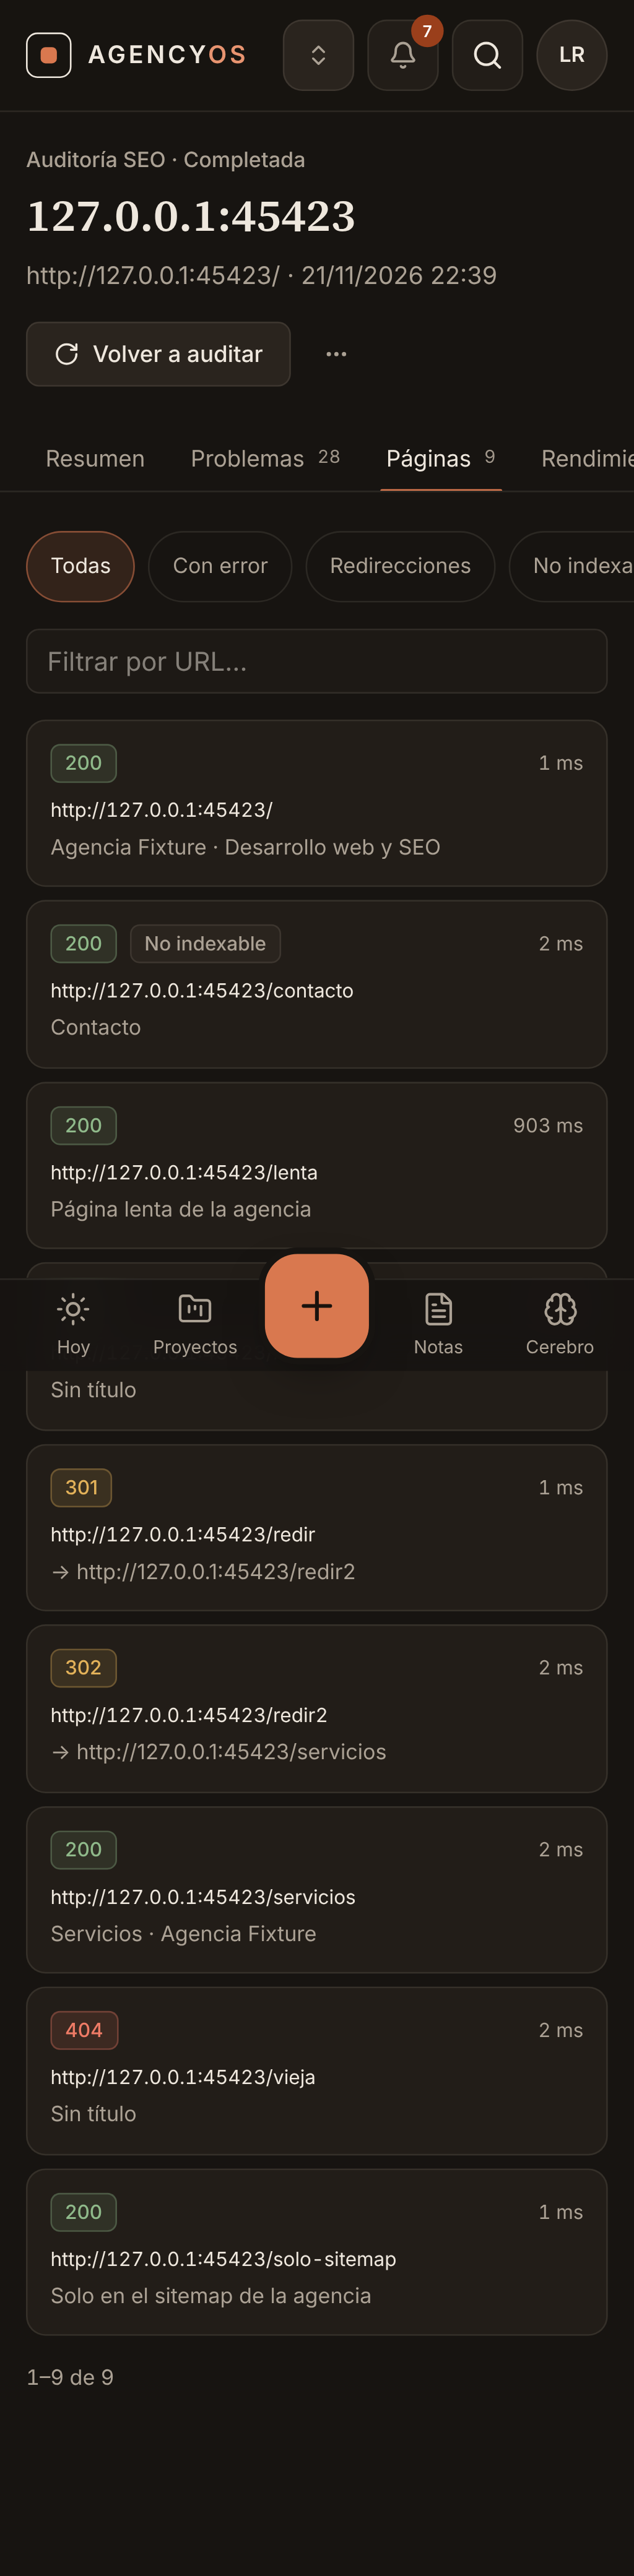 AGENCYOS
7
LR
Auditoría SEO · Completada
127.0.0.1:45423
http://127.0.0.1:45423/ · 21/11/2026 22:39
Volver a auditar
Resumen
Problemas 28
Páginas 9
Rendimie
Todas
Con error
Redirecciones
No indexa
Filtrar por URL...
200
1 ms
http://127.0.0.1:45423/
Agencia Fixture · Desarrollo web y SEO
200
No indexable
2 ms
http://127.0.0.1:45423/contacto
Contacto
200
903 ms
http://127.0.0.1:45423/lenta
Página lenta de la agencia
Hoy
Proyectos
Notas
Cerebro
Sin título
301
1 ms
http://127.0.0.1:45423/redir
→ http://127.0.0.1:45423/redir2
302
2 ms
http://127.0.0.1:45423/redir2
→ http://127.0.0.1:45423/servicios
200
2 ms
http://127.0.0.1:45423/servicios
Servicios · Agencia Fixture
404
2 ms
http://127.0.0.1:45423/vieja
Sin título
200
1 ms
http://127.0.0.1:45423/solo-sitemap
Solo en el sitemap de la agencia
1–9 de 9